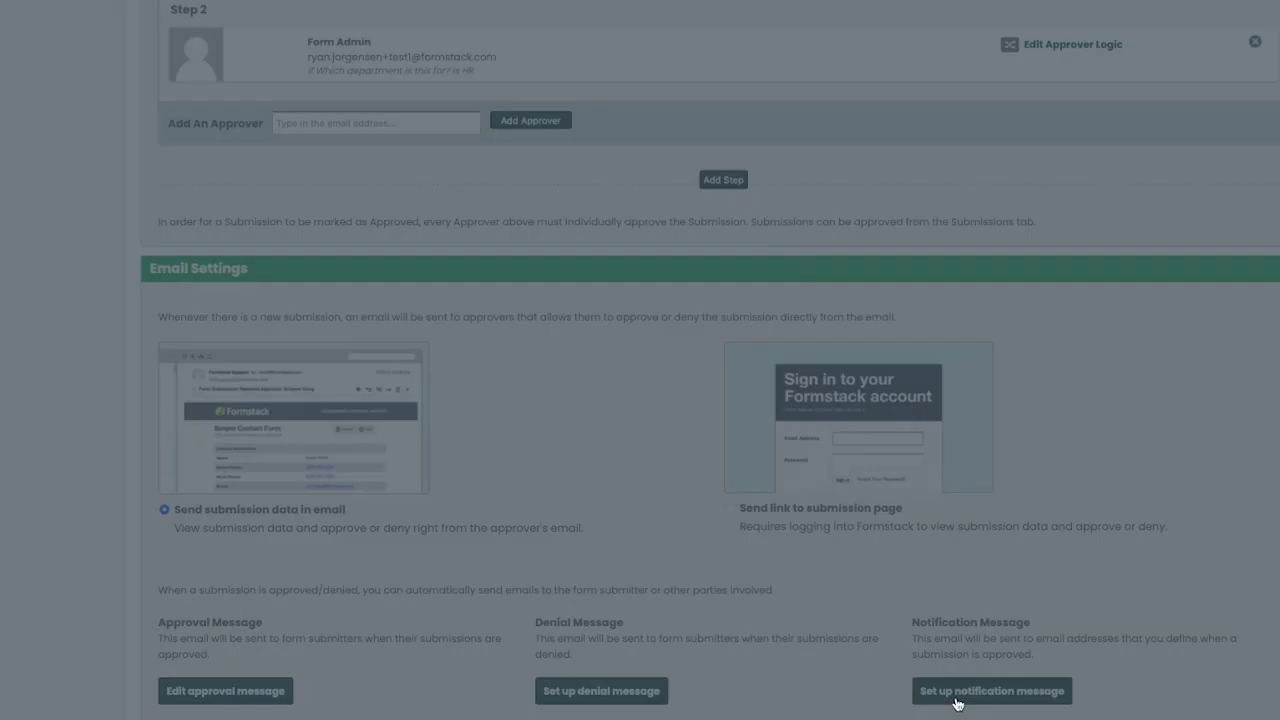 Step 2
Form Admin
ryan.jorgensen+test1@formstack.com
if Which department is this for? is HR
Edit Approver Logic
Add An Approver
Type in the email address...
Add Approver
Add Step
In order for a Submission to be marked as Approved, every Approver above must individually approve the Submission. Submissions can be approved from the Submissions tab.
Email Settings
Whenever there is a new submission, an email will be sent to approvers that allows them to approve or deny the submission directly from the email.
Formstack
Simple Contact Form
Sign in to your
Formstack account
Email Address
Password
Sign in
Forgot Your Password?
Send submission data in email
View submission data and approve or deny right from the approver's email.
Send link to submission page
Requires logging into Formstack to view submission data and approve or deny.
When a submission is approved/denied, you can automatically send emails to the form submitter or other parties involved
Approval Message
This email will be sent to form submitters when their submissions are
approved.
Edit approval message
Denial Message
This email will be sent to form submitters when their submissions are
denied.
Set up denial message
Notification Message
This email will be sent to email addresses that you define when a
submission is approved.
Set up notification message